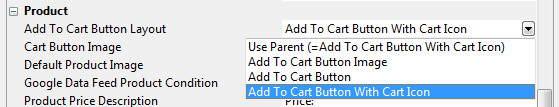 Product
Add To Cart Button Layout Add To Cart Button With Cart Icon
Cart Button Image Use Parent (=Add To Cart Button With Cart Icon)
Default Product Image Add To Cart Button Image
Google Data Feed Product Condition Add To Cart Button
Add To Cart Button With Cart Icon
Product Price Description Price: